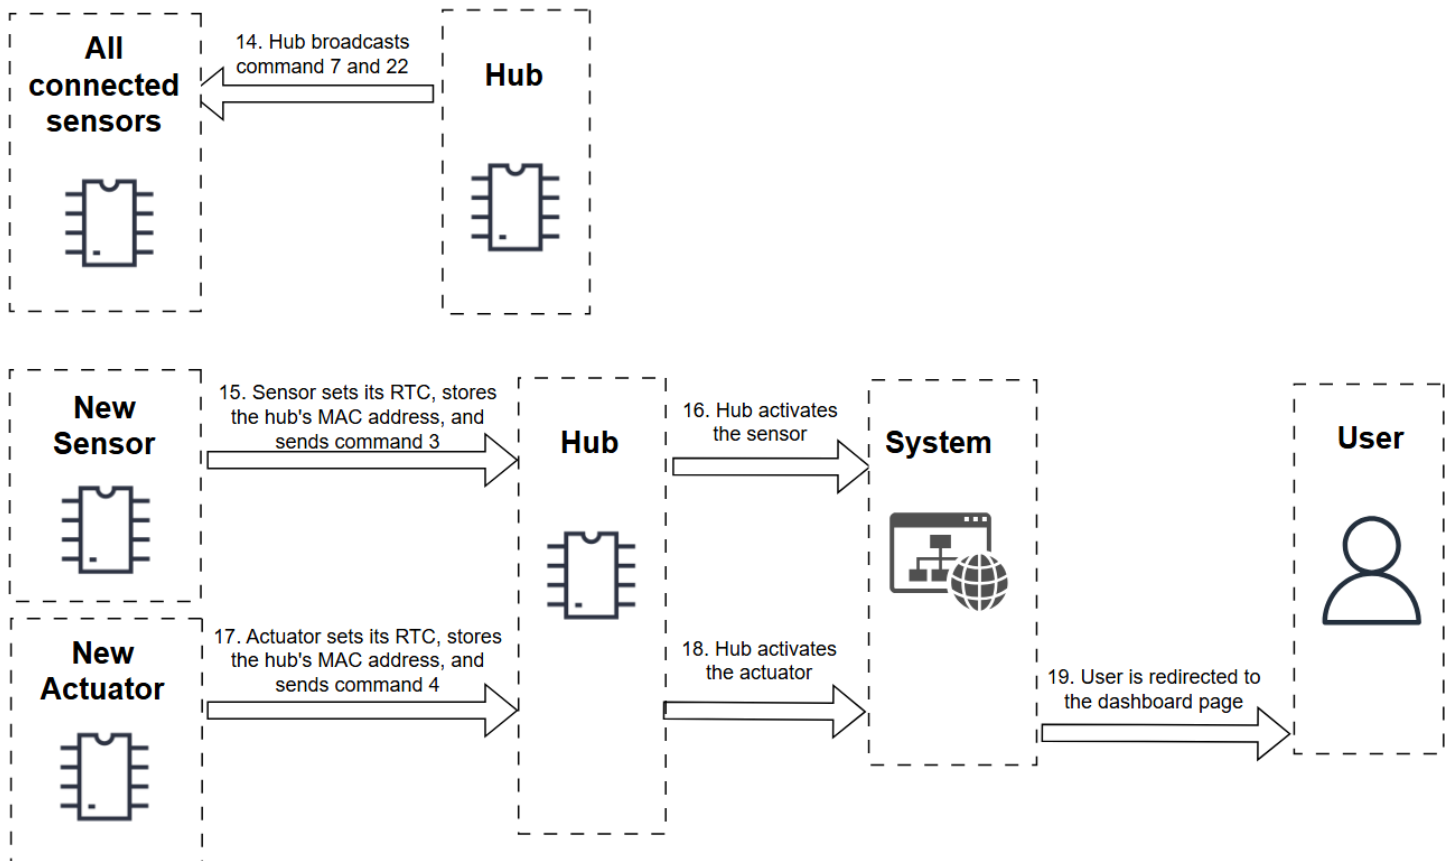 All
connected
sensors
14. Hub broadcasts
command 7 and 22
Hub
New
Sensor
15. Sensor sets its RTC, stores
the hub's MAC address, and
sends command 3
Hub
16. Hub activates
the sensor
System
User
New
Actuator
17. Actuator sets its RTC, stores
the hub's MAC address, and
sends command 4
18. Hub activates
the actuator
19. User is redirected to
the dashboard page